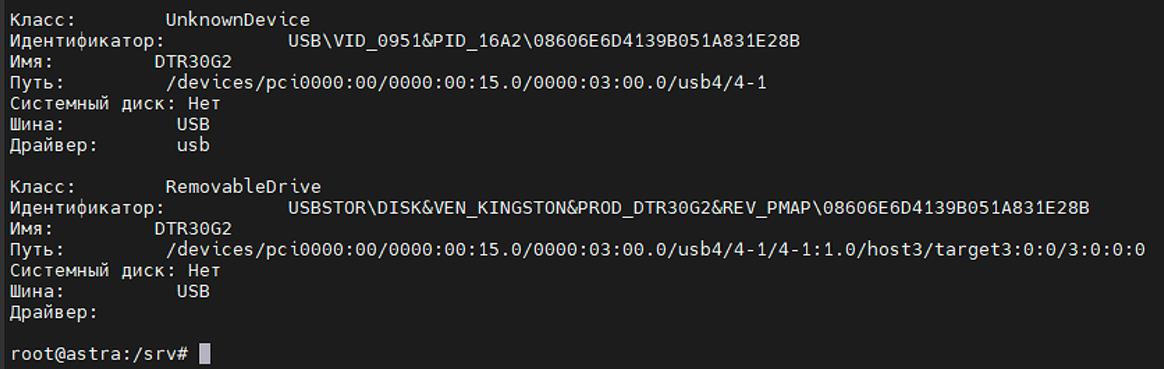 Класс: UnknownDevice
Идентификатор: USB\VID_0951&PID_16A2\08606E6D4139B051A831E28B
Имя: DTR30G2
Путь: /devices/pci0000:00/0000:00:15.0/0000:03:00.0/usb4/4-1
Системный диск: Нет
Шина: USB
Драйвер: usb
Класс: RemovableDrive
Идентификатор: USBSTOR\DISK&VEN_KINGSTON&PROD_DTR30G2&REV_PMAP\08606E6D4139B051A831E28B
Имя: DTR30G2
Путь: /devices/pci0000:00/0000:00:15.0/0000:03:00.0/usb4/4-1/4-1:1.0/host3/target3:0:0/3:0:0:0
Системный диск: Нет
Шина: USB
Драйвер:
root@astra:/srv#